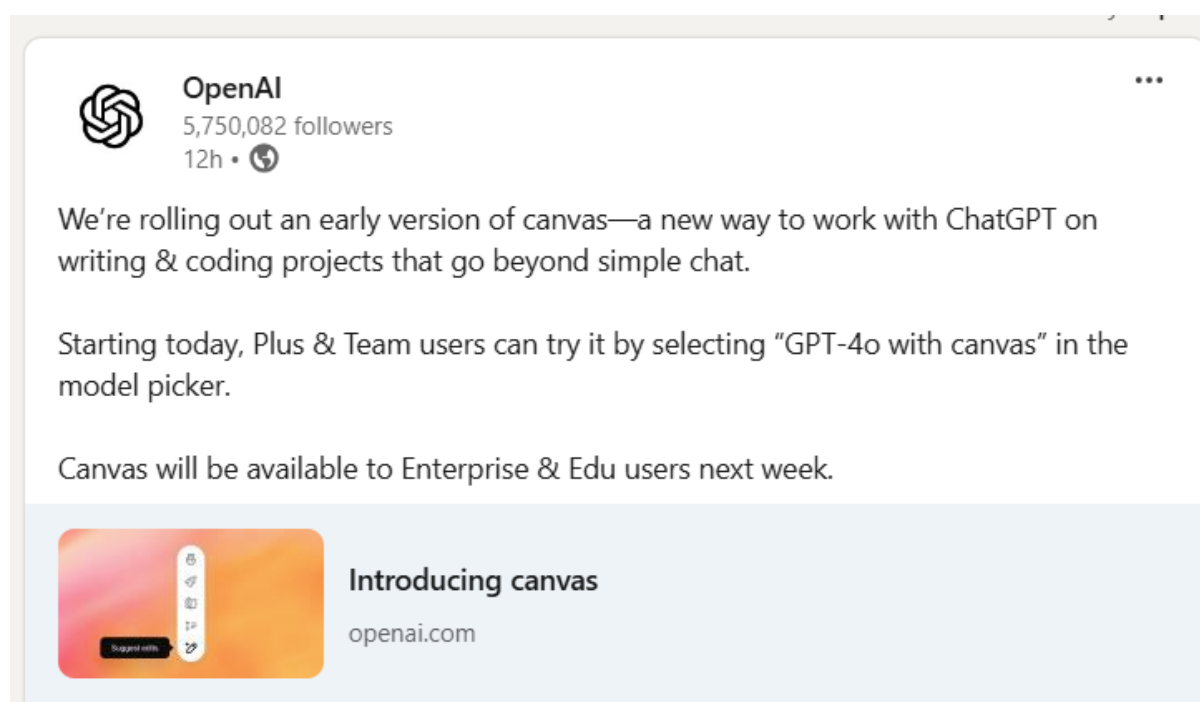 OpenAI
5,750,082 followers
12h •
We’re rolling out an early version of canvas—a new way to work with ChatGPT on
writing & coding projects that go beyond simple chat.
Starting today, Plus & Team users can try it by selecting “GPT-4o with canvas” in the
model picker.
Canvas will be available to Enterprise & Edu users next week.
Suggest edits
Introducing canvas
openai.com